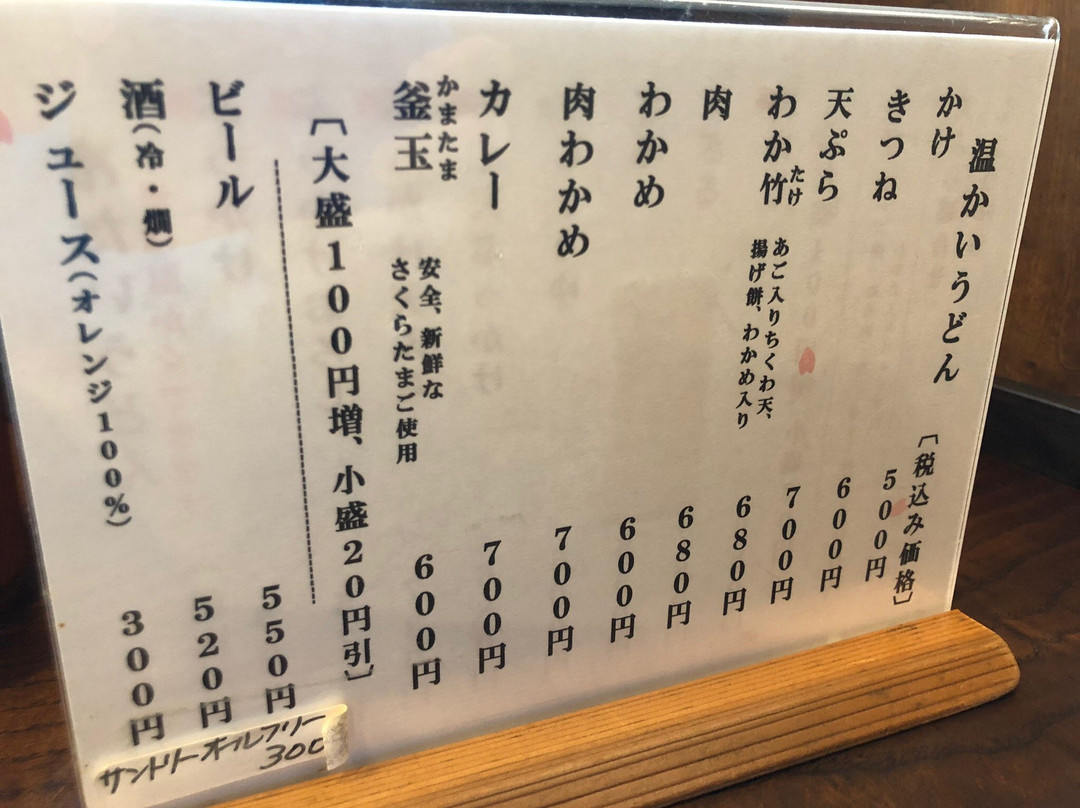 温かいうどん
〔税込み価格〕
かけ 500円
きつね 600円
天ぷら 700円
わか竹 たけ あご入りちくわ天、
揚げ餅、わかめ入り 680円
肉 680円
わかめ 600円
肉わかめ 700円
カレー 700円
釜玉 かまたま 安全、新鮮な
さくらたまご使用 600円
〔大盛100円増、小盛20円引〕
ビール 550円
酒(冷・燗) 520円
ジュース(オレンジ100%) 300円
サントリーオールフリー
300